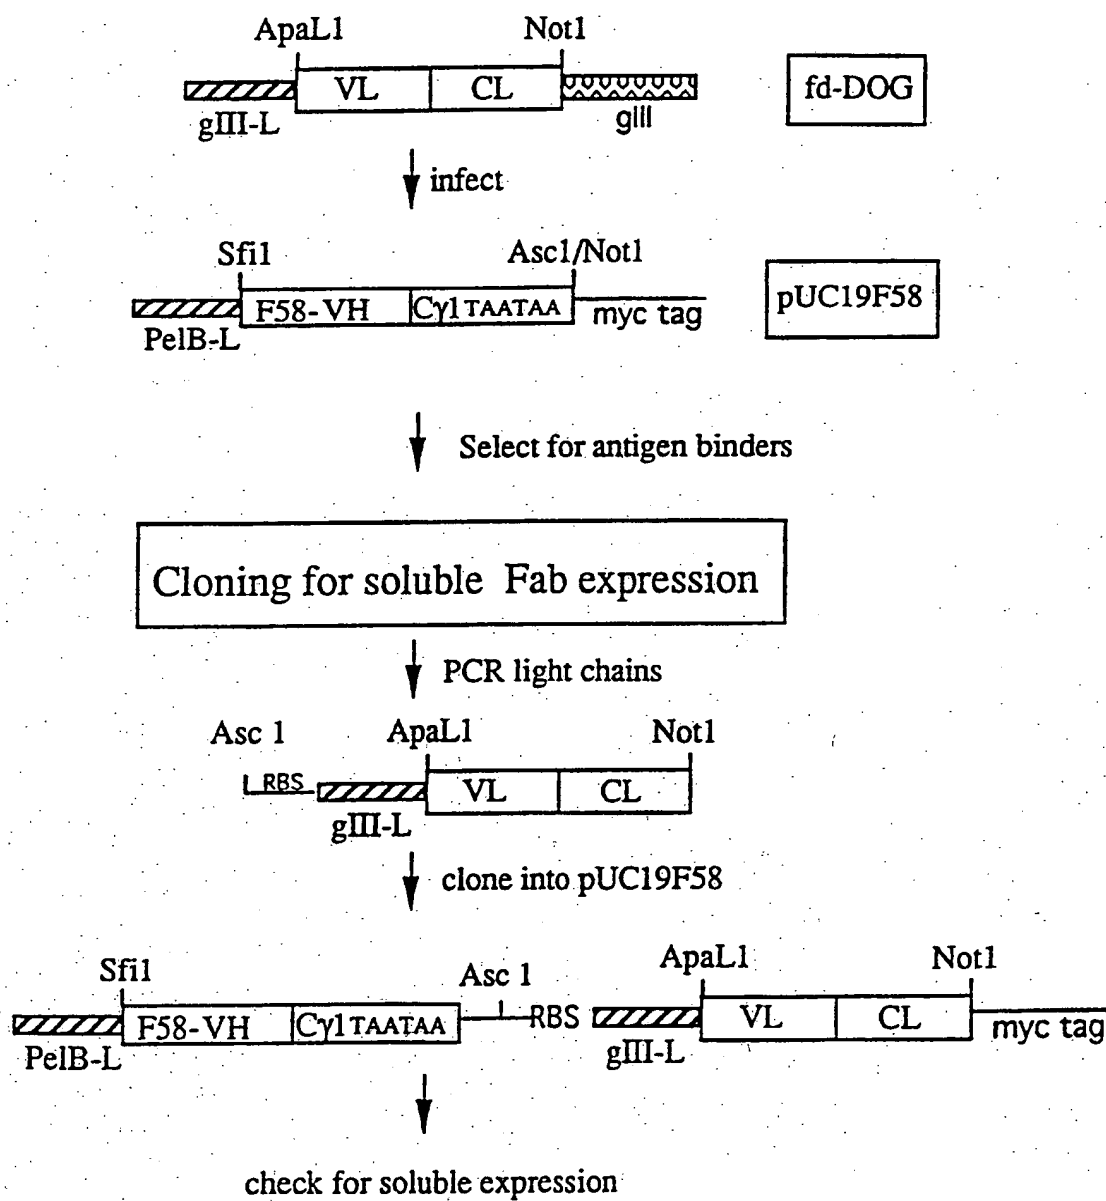 ApaL1 Not1
VL CL fd-DOG
gIII-L gIII
infect
Sfi1 Asc1/Not1
F58-VH Cγ1 TAATAA myc tag pUC19F58
PelB-L
Select for antigen binders
Cloning for soluble Fab expression
PCR light chains
Asc 1 ApaL1 Not1
RBS VL CL
gIII-L
clone into pUC19F58
Sfi1 Asc 1 ApaL1 Not1
F58-VH Cγ1 TAATAA RBS VL CL myc tag
PelB-L gIII-L
check for soluble expression